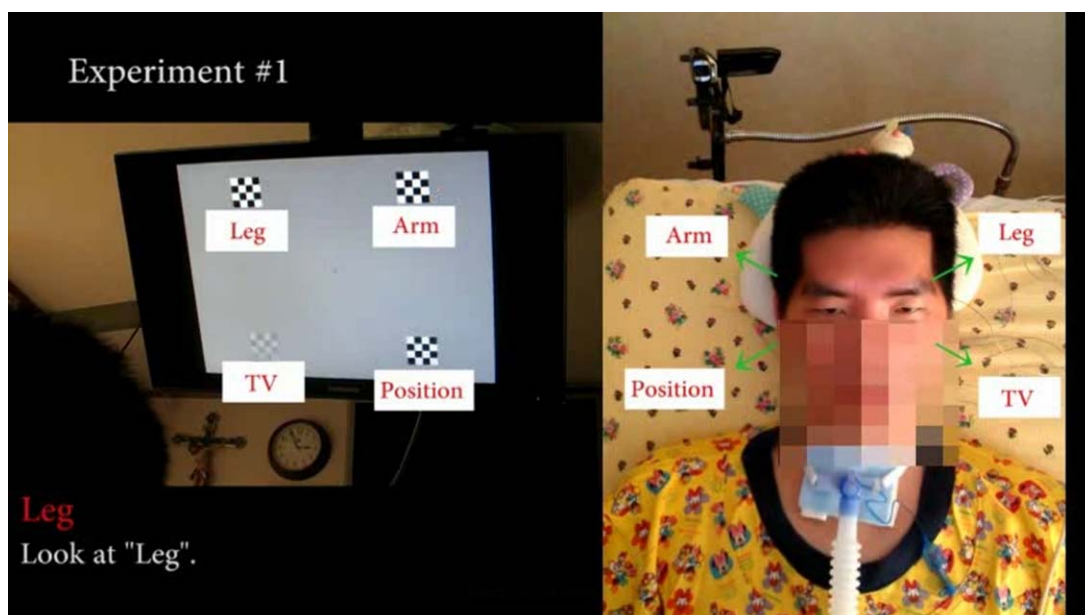 Experiment #1
Leg
Arm
TV
Position
Leg
Look at "Leg".
Arm
Leg
Position
TV